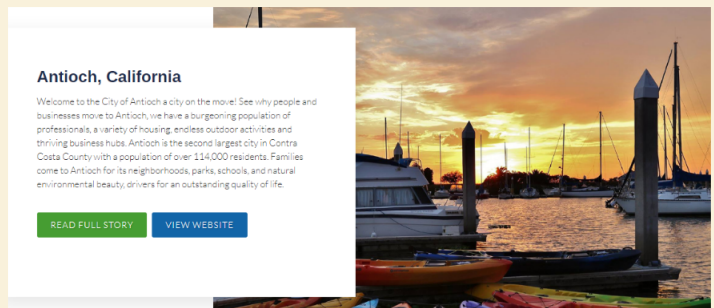 Antioch, California
Welcome to the City of Antioch a city on the move! See why people and
businesses move to Antioch, we have a burgeoning population of
professionals, a variety of housing, endless outdoor activities and
thriving business hubs. Antioch is the second largest city in Contra
Costa County with a population of over 114,000 residents. Families
come to Antioch for its neighborhoods, parks, schools, and natural
environmental beauty, drivers for an outstanding quality of life.
READ FULL STORY
VIEW WEBSITE